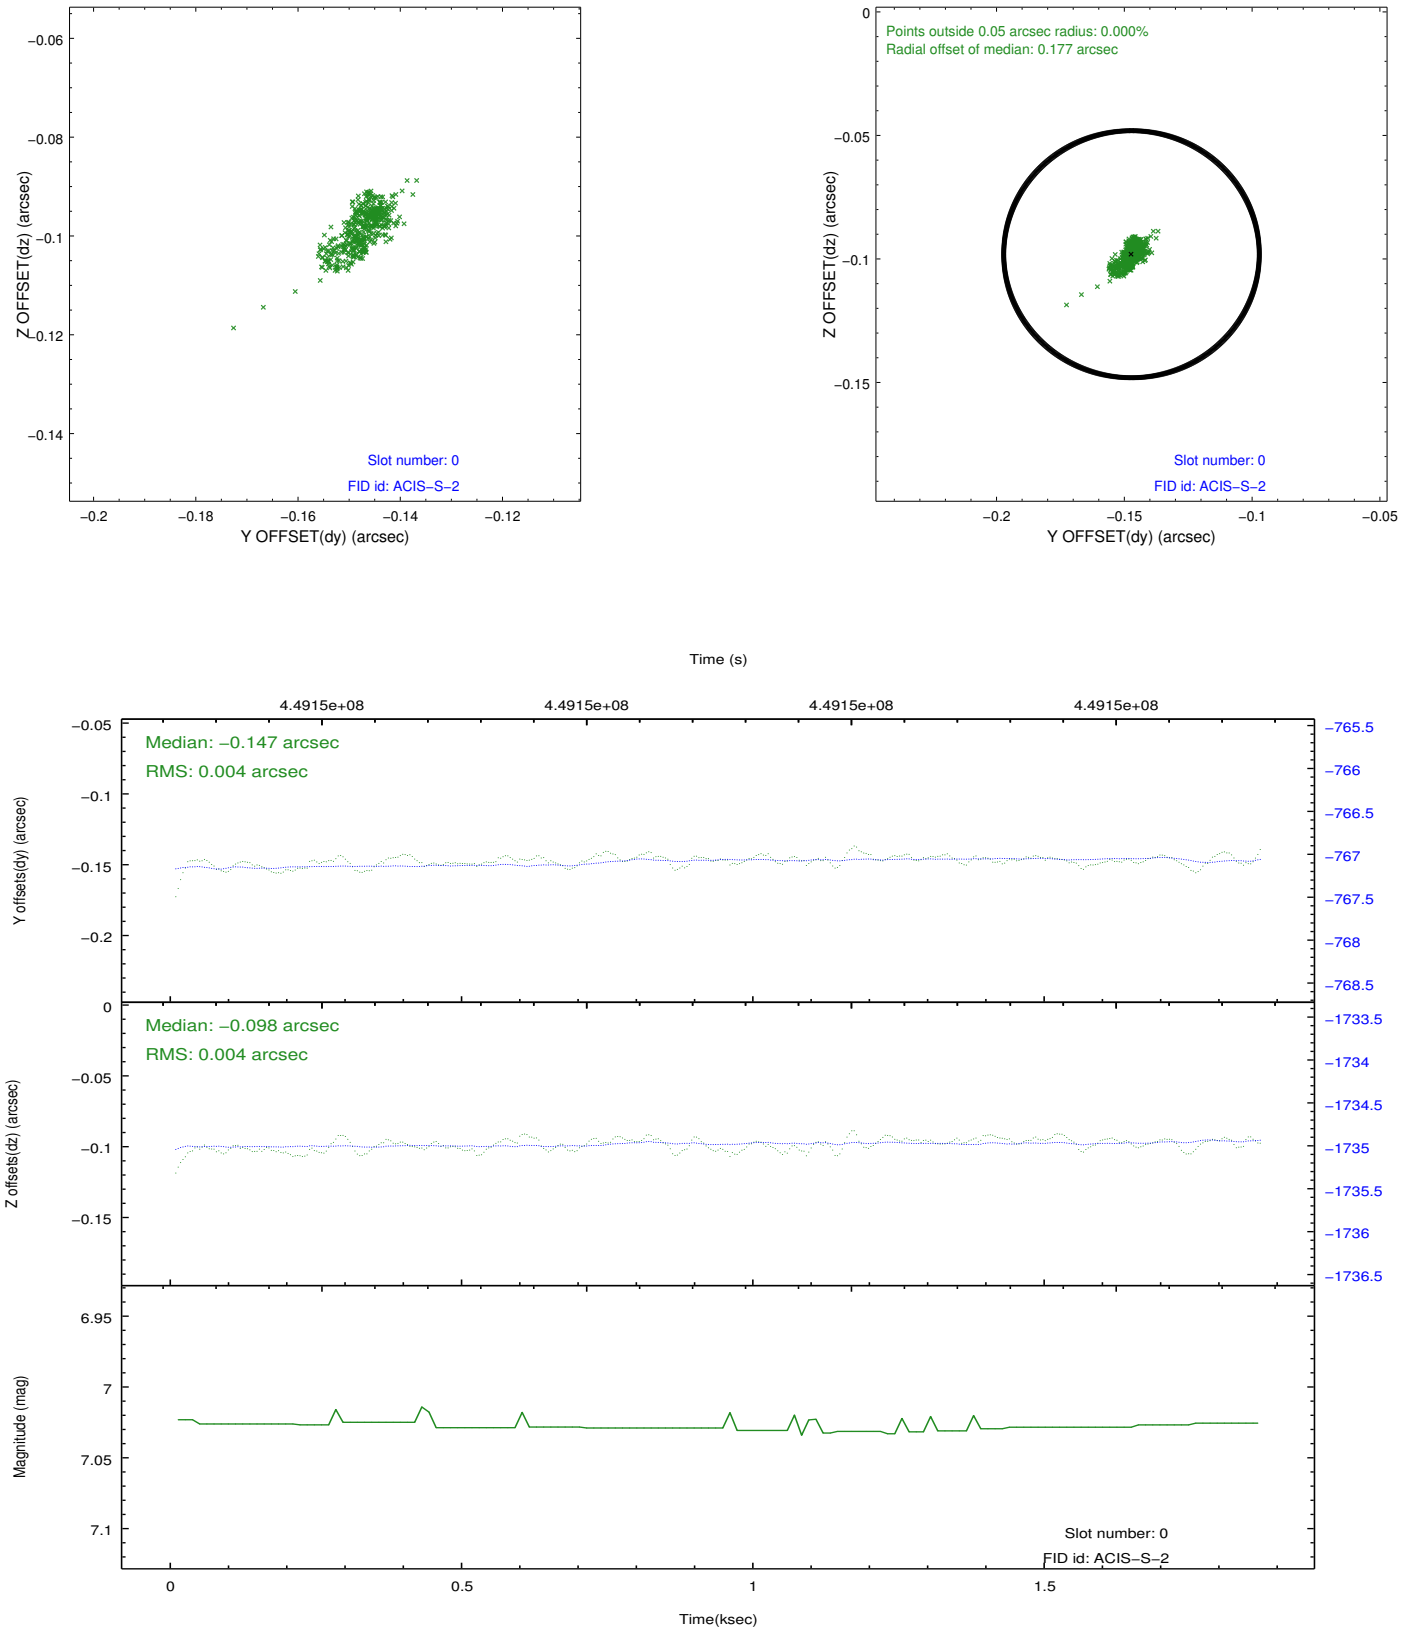 −0.06
−0.08
−0.1
−0.12
−0.14
Z OFFSET(dz) (arcsec)
Slot number: 0
FID id: ACIS−S−2
−0.2 −0.18 −0.16 −0.14 −0.12
Y OFFSET(dy) (arcsec)
Points outside 0.05 arcsec radius: 0.000%
Radial offset of median: 0.177 arcsec
0
−0.05
−0.1
−0.15
Z OFFSET(dz) (arcsec)
Slot number: 0
FID id: ACIS−S−2
−0.2 −0.15 −0.1 −0.05
Y OFFSET(dy) (arcsec)
Time (s)
4.4915e+08 4.4915e+08 4.4915e+08 4.4915e+08
Median: −0.147 arcsec
RMS: 0.004 arcsec
−0.05
−0.1
−0.15
−0.2
Y offsets(dy) (arcsec)
−765.5
−766
−766.5
−767
−767.5
−768
−768.5
Median: −0.098 arcsec
RMS: 0.004 arcsec
0
−0.05
−0.1
−0.15
Z offsets(dz) (arcsec)
−1733.5
−1734
−1734.5
−1735
−1735.5
−1736
−1736.5
6.95
7
7.05
7.1
Magnitude (mag)
Slot number: 0
FID id: ACIS−S−2
0 0.5 1 1.5
Time(ksec)